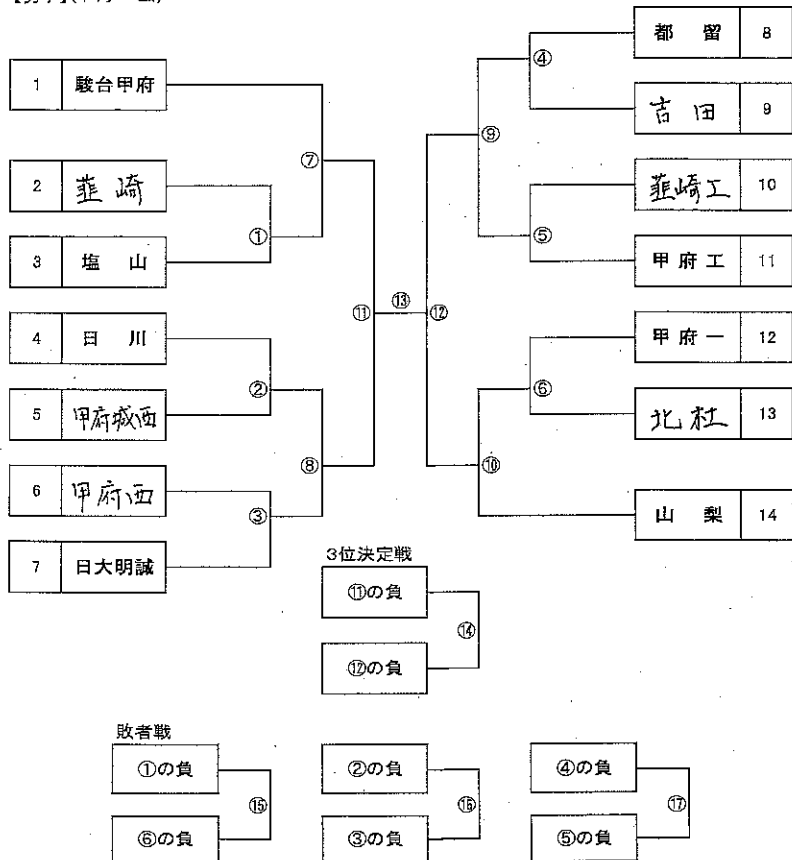 1 駿台甲府
2 韮崎
3 塩山
4 日川
5 甲府城西
6 甲府西
7 日大明誠
都留 8
吉田 9
韮崎工 10
甲府工 11
甲府一 12
北杜 13
山梨 14
①
②
③
④
⑤
⑥
⑦
⑧
⑨
⑩
⑪
⑬
⑫
3位決定戦
⑪の負
⑭
⑫の負
敗者戦
①の負
⑮
⑥の負
②の負
⑯
③の負
④の負
⑰
⑤の負